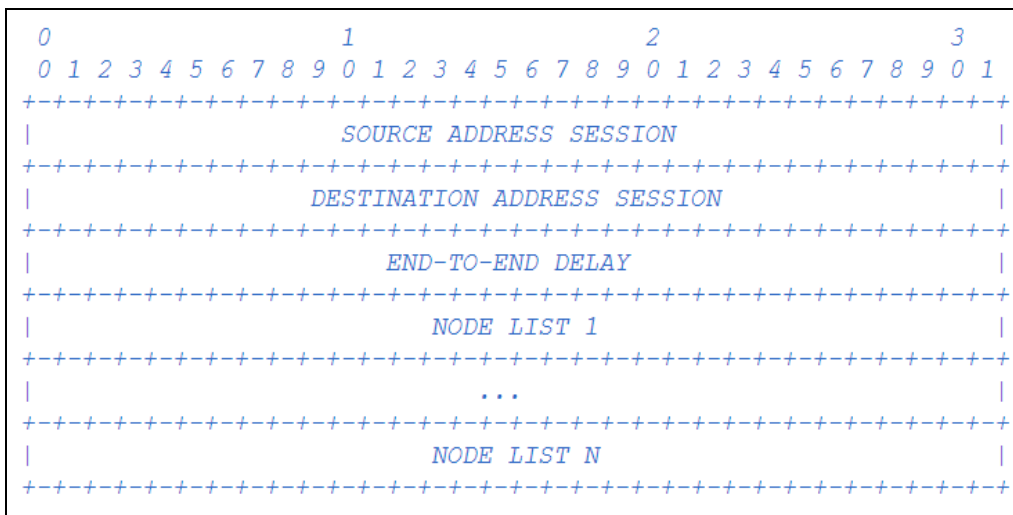 0                   1                   2                   3
0 1 2 3 4 5 6 7 8 9 0 1 2 3 4 5 6 7 8 9 0 1 2 3 4 5 6 7 8 9 0 1
+-+-+-+-+-+-+-+-+-+-+-+-+-+-+-+-+-+-+-+-+-+-+-+-+-+-+-+-+-+-+-+-+
| SOURCE ADDRESS SESSION |
+-+-+-+-+-+-+-+-+-+-+-+-+-+-+-+-+-+-+-+-+-+-+-+-+-+-+-+-+-+-+-+-+
| DESTINATION ADDRESS SESSION |
+-+-+-+-+-+-+-+-+-+-+-+-+-+-+-+-+-+-+-+-+-+-+-+-+-+-+-+-+-+-+-+-+
| END-TO-END DELAY |
+-+-+-+-+-+-+-+-+-+-+-+-+-+-+-+-+-+-+-+-+-+-+-+-+-+-+-+-+-+-+-+-+
| NODE LIST 1 |
+-+-+-+-+-+-+-+-+-+-+-+-+-+-+-+-+-+-+-+-+-+-+-+-+-+-+-+-+-+-+-+-+
| ... |
+-+-+-+-+-+-+-+-+-+-+-+-+-+-+-+-+-+-+-+-+-+-+-+-+-+-+-+-+-+-+-+-+
| NODE LIST N |
+-+-+-+-+-+-+-+-+-+-+-+-+-+-+-+-+-+-+-+-+-+-+-+-+-+-+-+-+-+-+-+-+